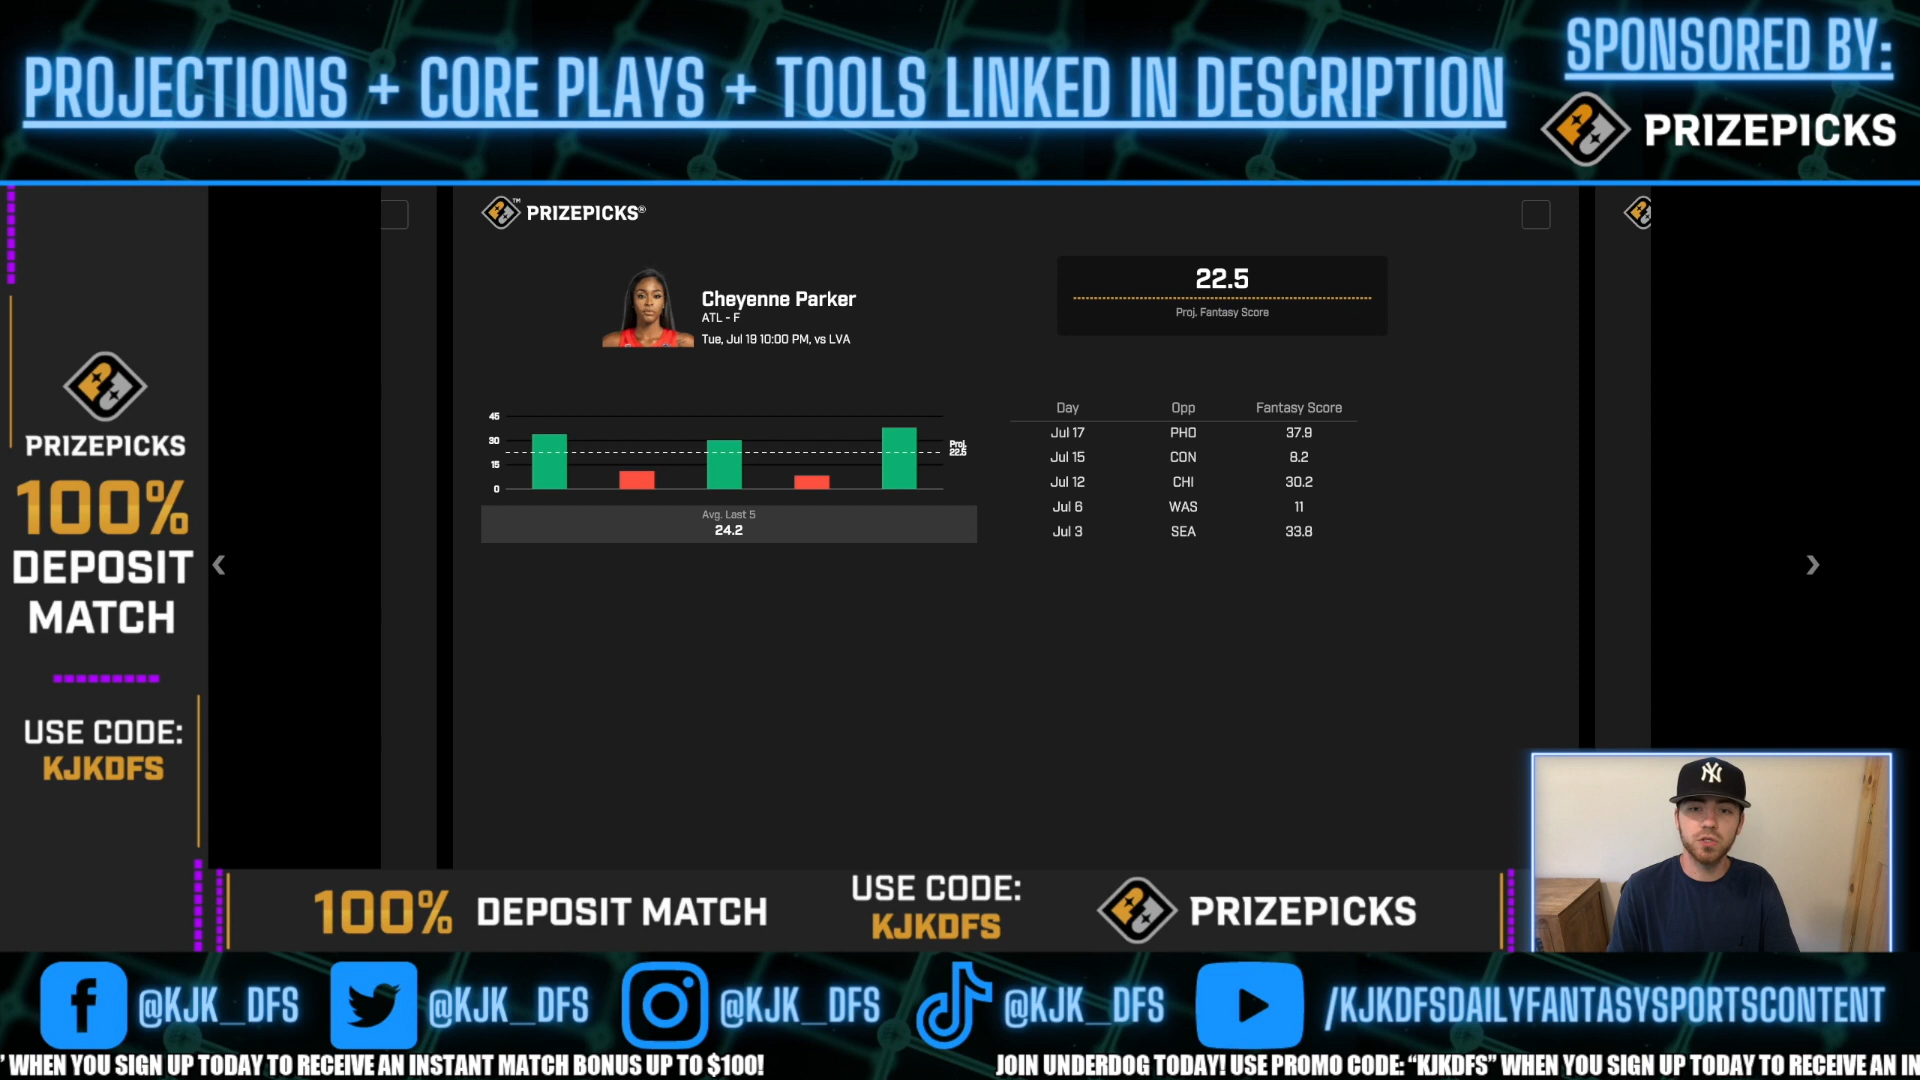 PROJECTIONS + CORE PLAYS + TOOLS LINKED IN DESCRIPTION
SPONSORED BY:
PRIZEPICKS
PRIZEPICKS
100%
DEPOSIT
MATCH
USE CODE:
KJKDFS
™ PRIZEPICKS®
Cheyenne Parker
ATL - F
Tue, Jul 19 10:00 PM, vs LVA
22.5
Proj. Fantasy Score
45
30
15
0
Proj.
22.5
Avg. Last 5
24.2
Day Opp Fantasy Score
Jul 17 PHO 37.9
Jul 15 CON 8.2
Jul 12 CHI 30.2
Jul 6 WAS 11
Jul 3 SEA 33.8
NY
100% DEPOSIT MATCH
USE CODE:
KJKDFS
PRIZEPICKS
@KJK_DFS @KJK_DFS @KJK_DFS @KJK_DFS /KJKDFSDAILYFANTASYSPORTSCONTENT
" WHEN YOU SIGN UP TODAY TO RECEIVE AN INSTANT MATCH BONUS UP TO $100! JOIN UNDERDOG TODAY! USE PROMO CODE: "KJKDFS" WHEN YOU SIGN UP TODAY TO RECEIVE AN IN